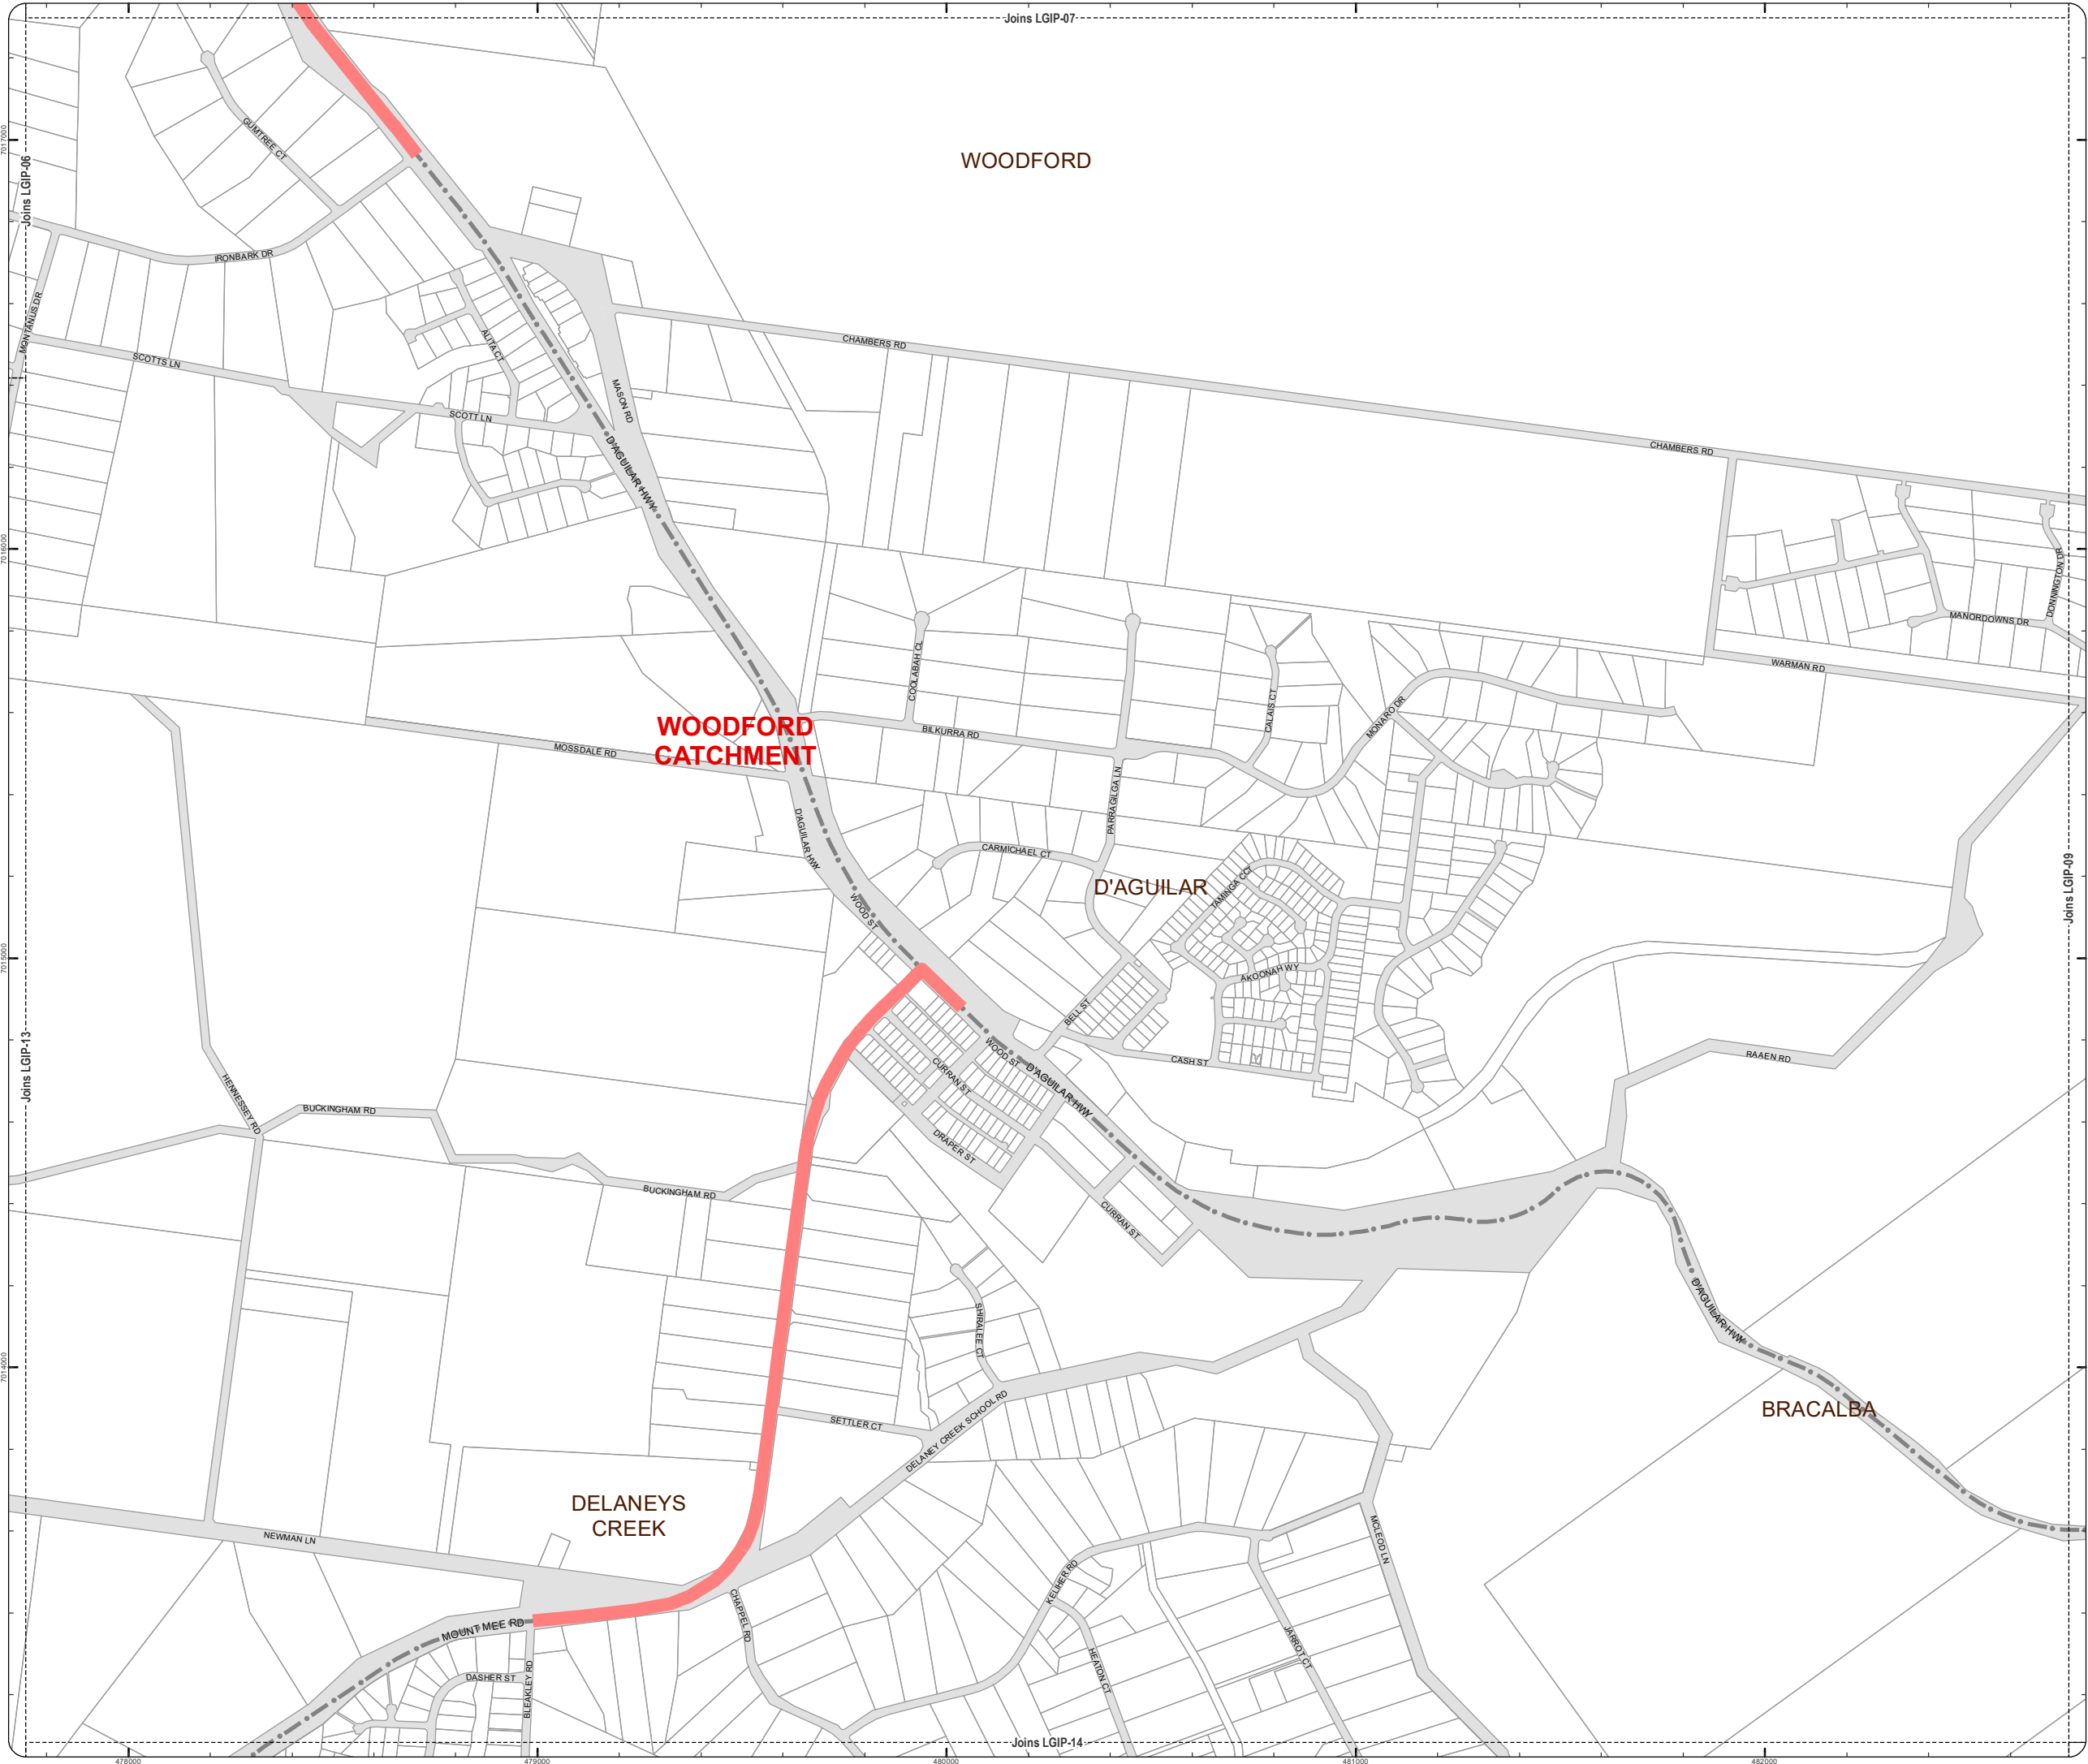 Joins LGIP-07
7017000
GUMTREE CT
WOODFORD
Joins LGIP-06
IRONBARK DR
MONTANUS DR
ALITA CT
CHAMBERS RD
SCOTTS LN
MASON RD
SCOTT LN
D'AGUILAR HWY
CHAMBERS RD
7016000
DONNINGTON DR
MANORDOWNS DR
COOLABAH CL
WARMAN RD
CALAIS CT
MONARO DR
WOODFORD
CATCHMENT
BILKURRA RD
MOSSDALE RD
PARRAGILGA LN
D'AGUILAR HWY
CARMICHAEL CT
D'AGUILAR
TAMINGA CCT
Joins LGIP-09
WOOD ST
7015000
AKOONAH WY
BELL ST
Joins LGIP-13
WOOD ST
CASH ST
RAAEN RD
CURRAN ST
D'AGUILAR HWY
HENNESSEY RD
BUCKINGHAM RD
DRAPER ST
BUCKINGHAM RD
CURRAN ST
D'AGUILAR HWY
SHIRALEE CT
7014000
BRACALBA
SETTLER CT
DELANEY CREEK SCHOOL RD
DELANEYS
CREEK
NEWMAN LN
MCLEOD LN
KELIHER RD
CHAPPEL RD
MOUNT MEE RD
JARROT CT
HEATON CT
DASHER ST
BLEAKLEY RD
Joins LGIP-14
478000
479000
480000
481000
482000